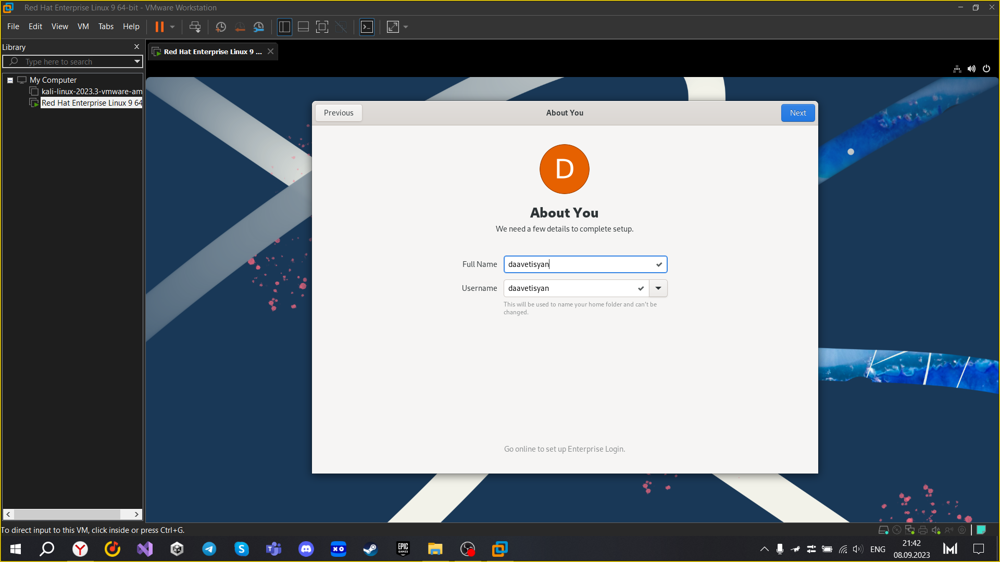 Red Hat Enterprise Linux 9 64-bit - VMware Workstation
File Edit View VM Tabs Help
Library
Type here to search
My Computer
kali-linux-2023.3-vmware-am
Red Hat Enterprise Linux 9 64
Red Hat Enterprise Linux 9 ...
Previous
About You
Next
D
About You
We need a few details to complete setup.
Full Name daavetisyan
Username daavetisyan
This will be used to name your home folder and can't be
changed.
Go online to set up Enterprise Login.
To direct input to this VM, click inside or press Ctrl+G.
EPIC
GAMES
XO
ENG
21:42
08.09.2023